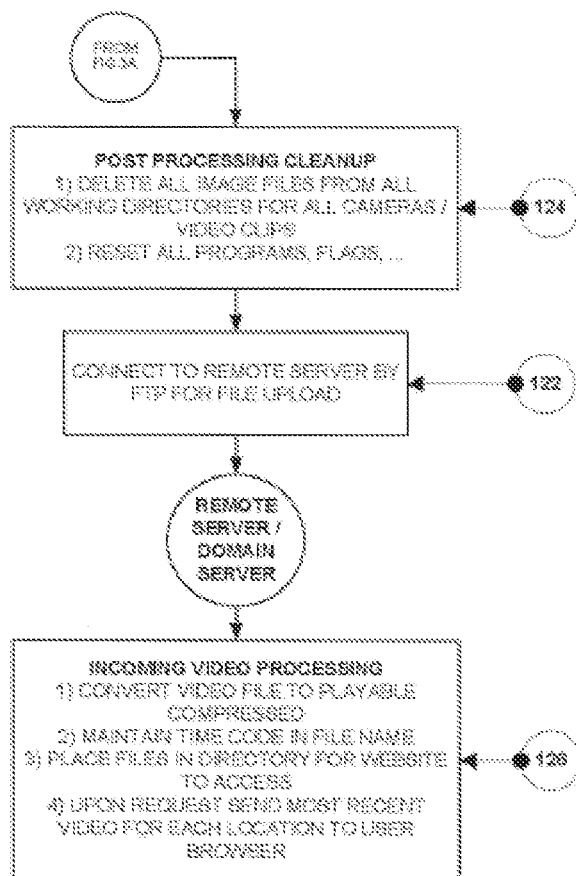 FROM
FIG.3A
POST PROCESSING CLEANUP
1) DELETE ALL IMAGE FILES FROM ALL
WORKING DIRECTORIES FOR ALL CAMERAS /
VIDEO CLIPS
2) RESET ALL PROGRAMS, FLAGS, ...
124
CONNECT TO REMOTE SERVER BY
FTP FOR FILE UPLOAD
122
REMOTE
SERVER /
DOMAIN
SERVER
INCOMING VIDEO PROCESSING
1) CONVERT VIDEO FILE TO PLAYABLE
COMPRESSED
2) MAINTAIN TIME CODE IN FILE NAME
3) PLACE FILES IN DIRECTORY FOR WEBSITE
TO ACCESS
4) UPON REQUEST SEND MOST RECENT
VIDEO FOR EACH LOCATION TO USER
BROWSER
126